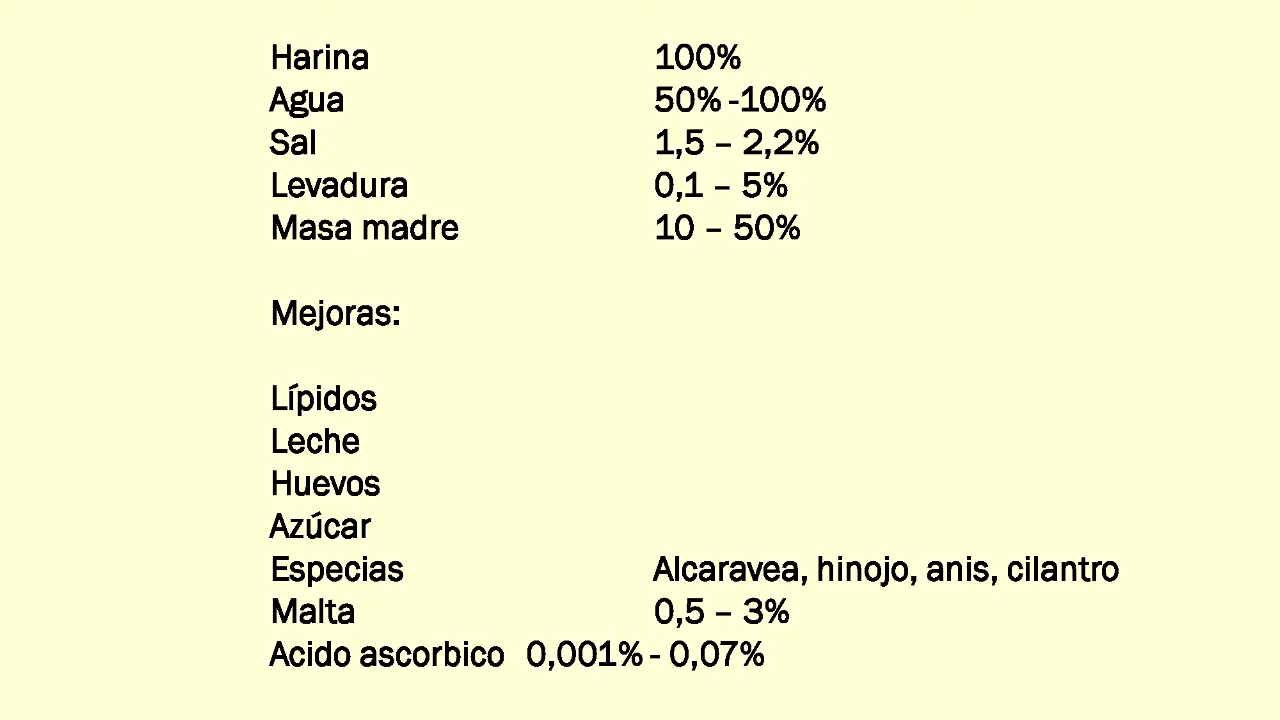 Harina 100%
Agua 50% -100%
Sal 1,5 – 2,2%
Levadura 0,1 – 5%
Masa madre 10 – 50%
Mejoras:
Lípidos
Leche
Huevos
Azúcar
Especias Alcaravea, hinojo, anis, cilantro
Malta 0,5 – 3%
Acido ascorbico 0,001% - 0,07%